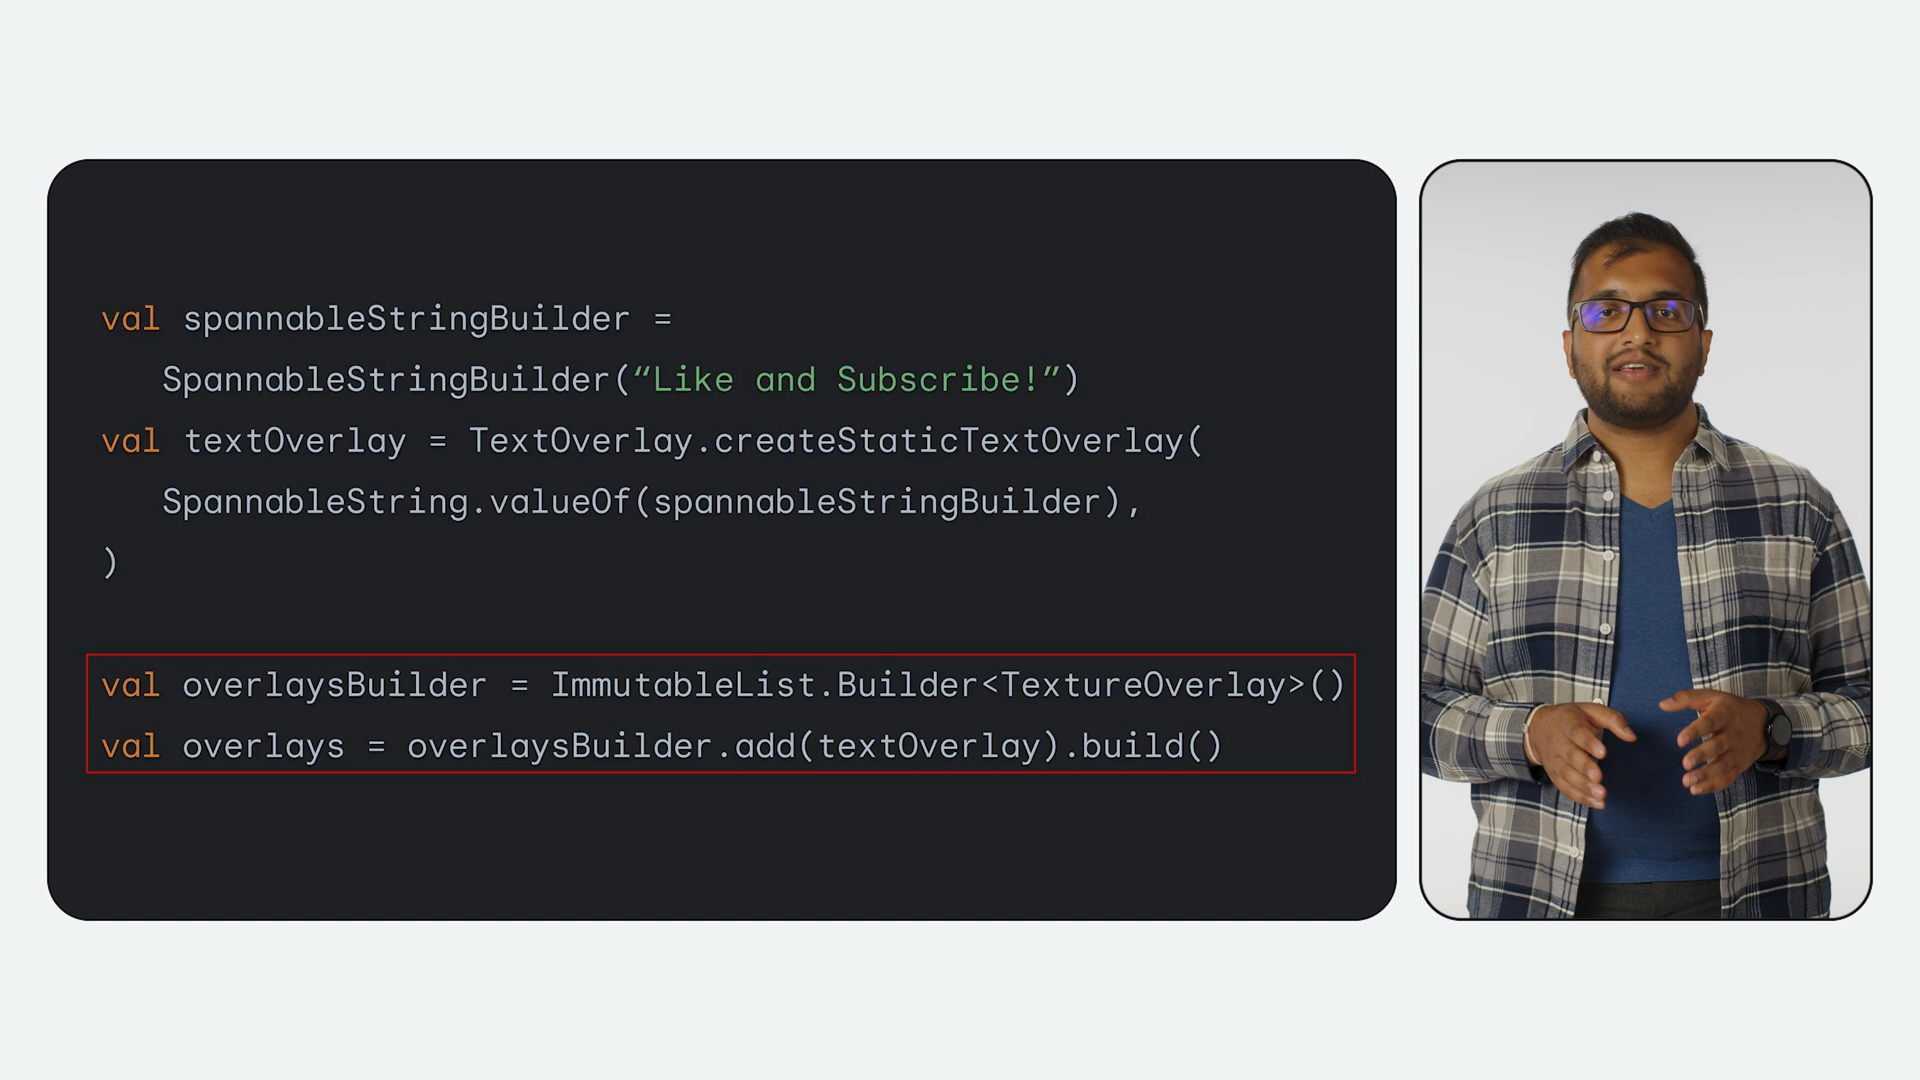 val spannableStringBuilder =
SpannableStringBuilder(“Like and Subscribe!”)
val textOverlay = TextOverlay.createStaticTextOverlay(
SpannableString.valueOf(spannableStringBuilder),
)
val overlaysBuilder = ImmutableList.Builder<TextureOverlay>()
val overlays = overlaysBuilder.add(textOverlay).build()